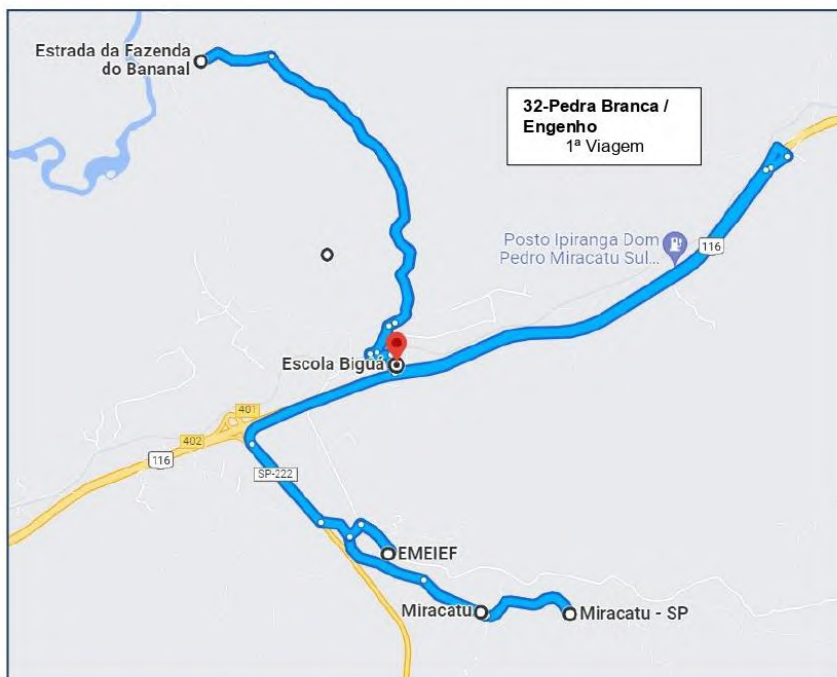 Estrada da Fazenda
do Bananal
32-Pedra Branca /
Engenho
1ª Viagem
Posto Ipiranga Dom
Pedro Miracatu Sul...
116
Escola Biguá
401
402
116
SP-222
EMEIEF
Miracatu
Miracatu - SP